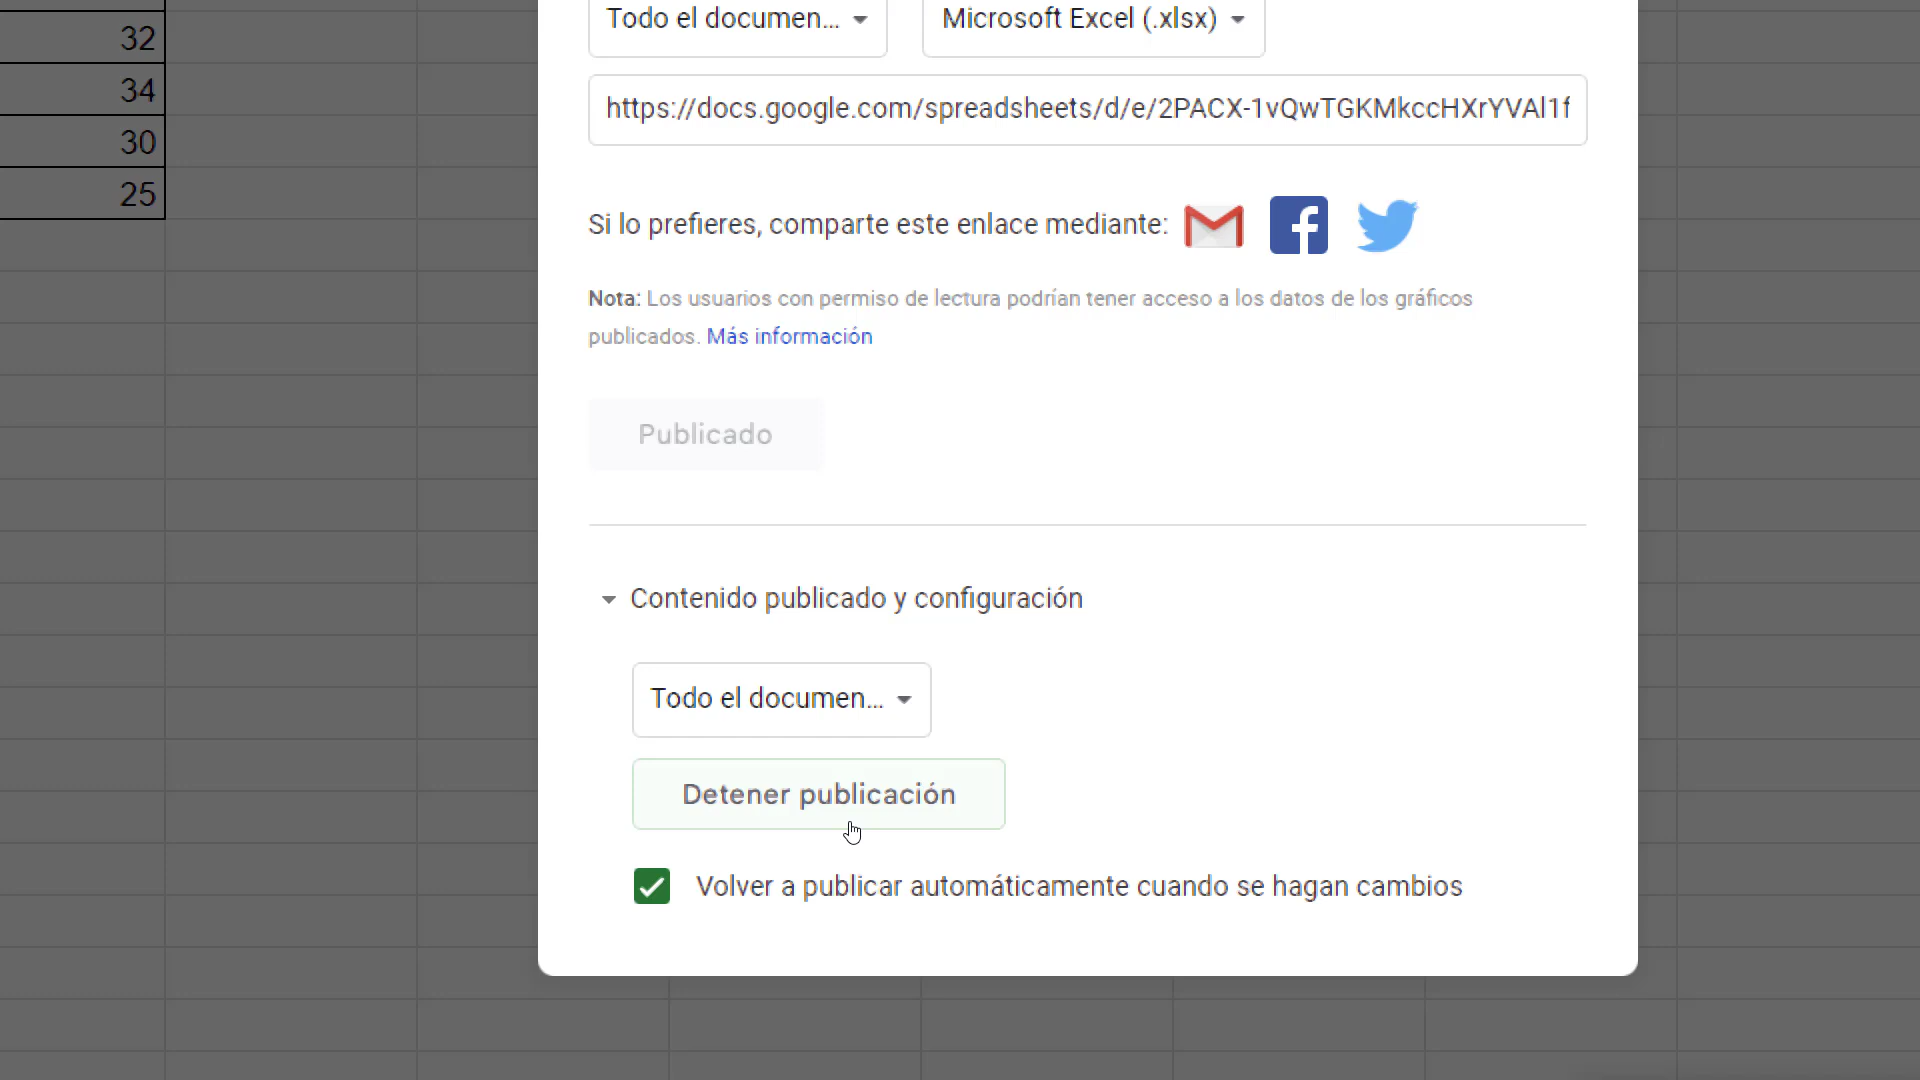 Todo el documen...
Microsoft Excel (.xlsx)
32
34
30
25
https://docs.google.com/spreadsheets/d/e/2PACX-1vQwTGKMkccHXrYVAl1f
Si lo prefieres, comparte este enlace mediante:
Nota: Los usuarios con permiso de lectura podrían tener acceso a los datos de los gráficos
publicados. Más información
Publicado
Contenido publicado y configuración
Todo el documen...
Detener publicación
Volver a publicar automáticamente cuando se hagan cambios